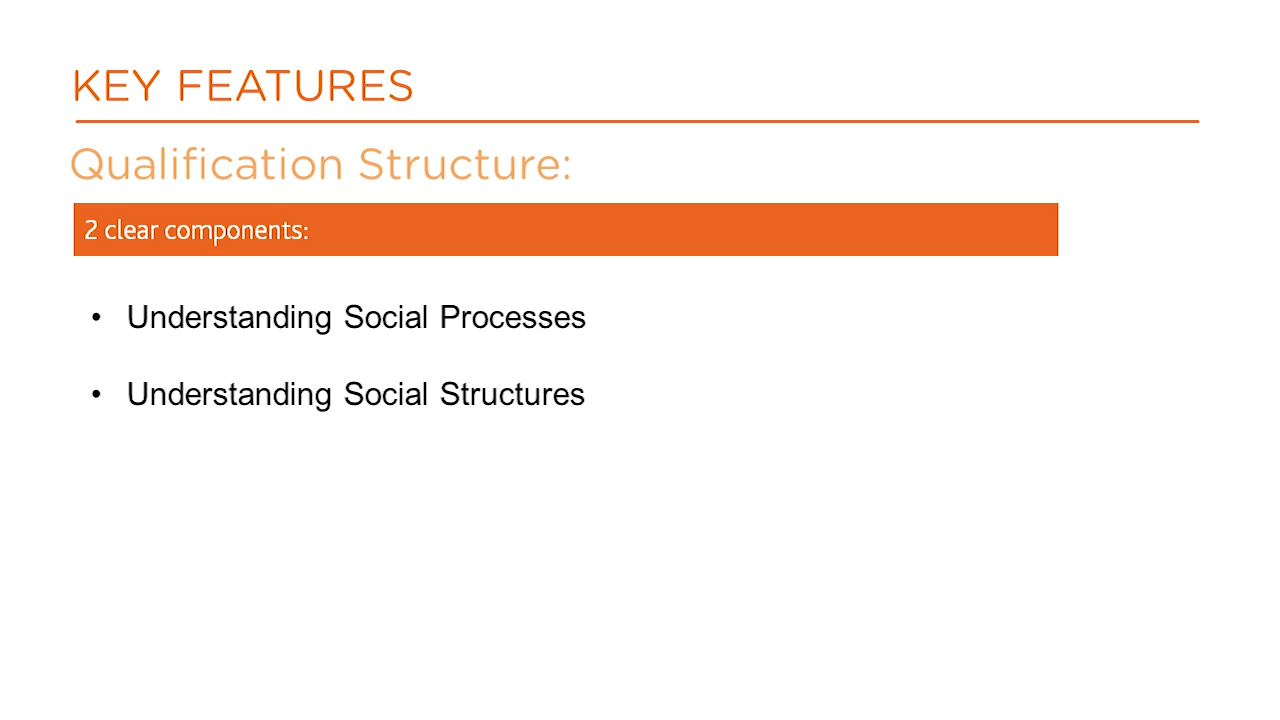 KEY FEATURES
Qualification Structure:
2 clear components:
• Understanding Social Processes
• Understanding Social Structures